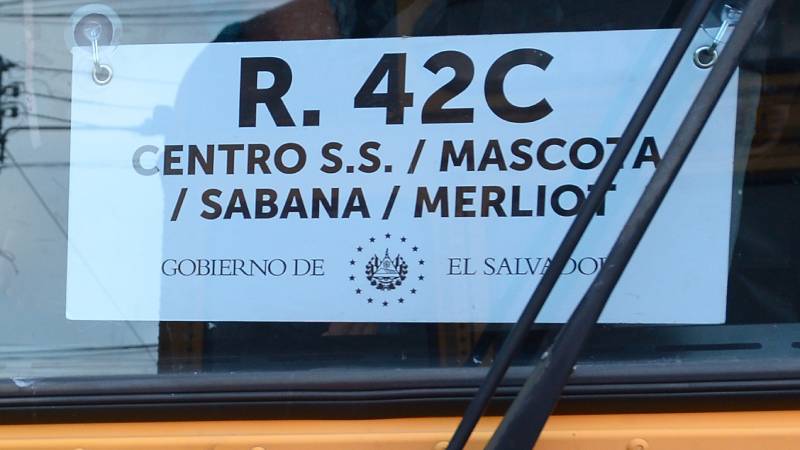 R. 42C
CENTRO S.S. / MASCOTA
/ SABANA / MERLIOT
GOBIERNO DE EL SALVADOR